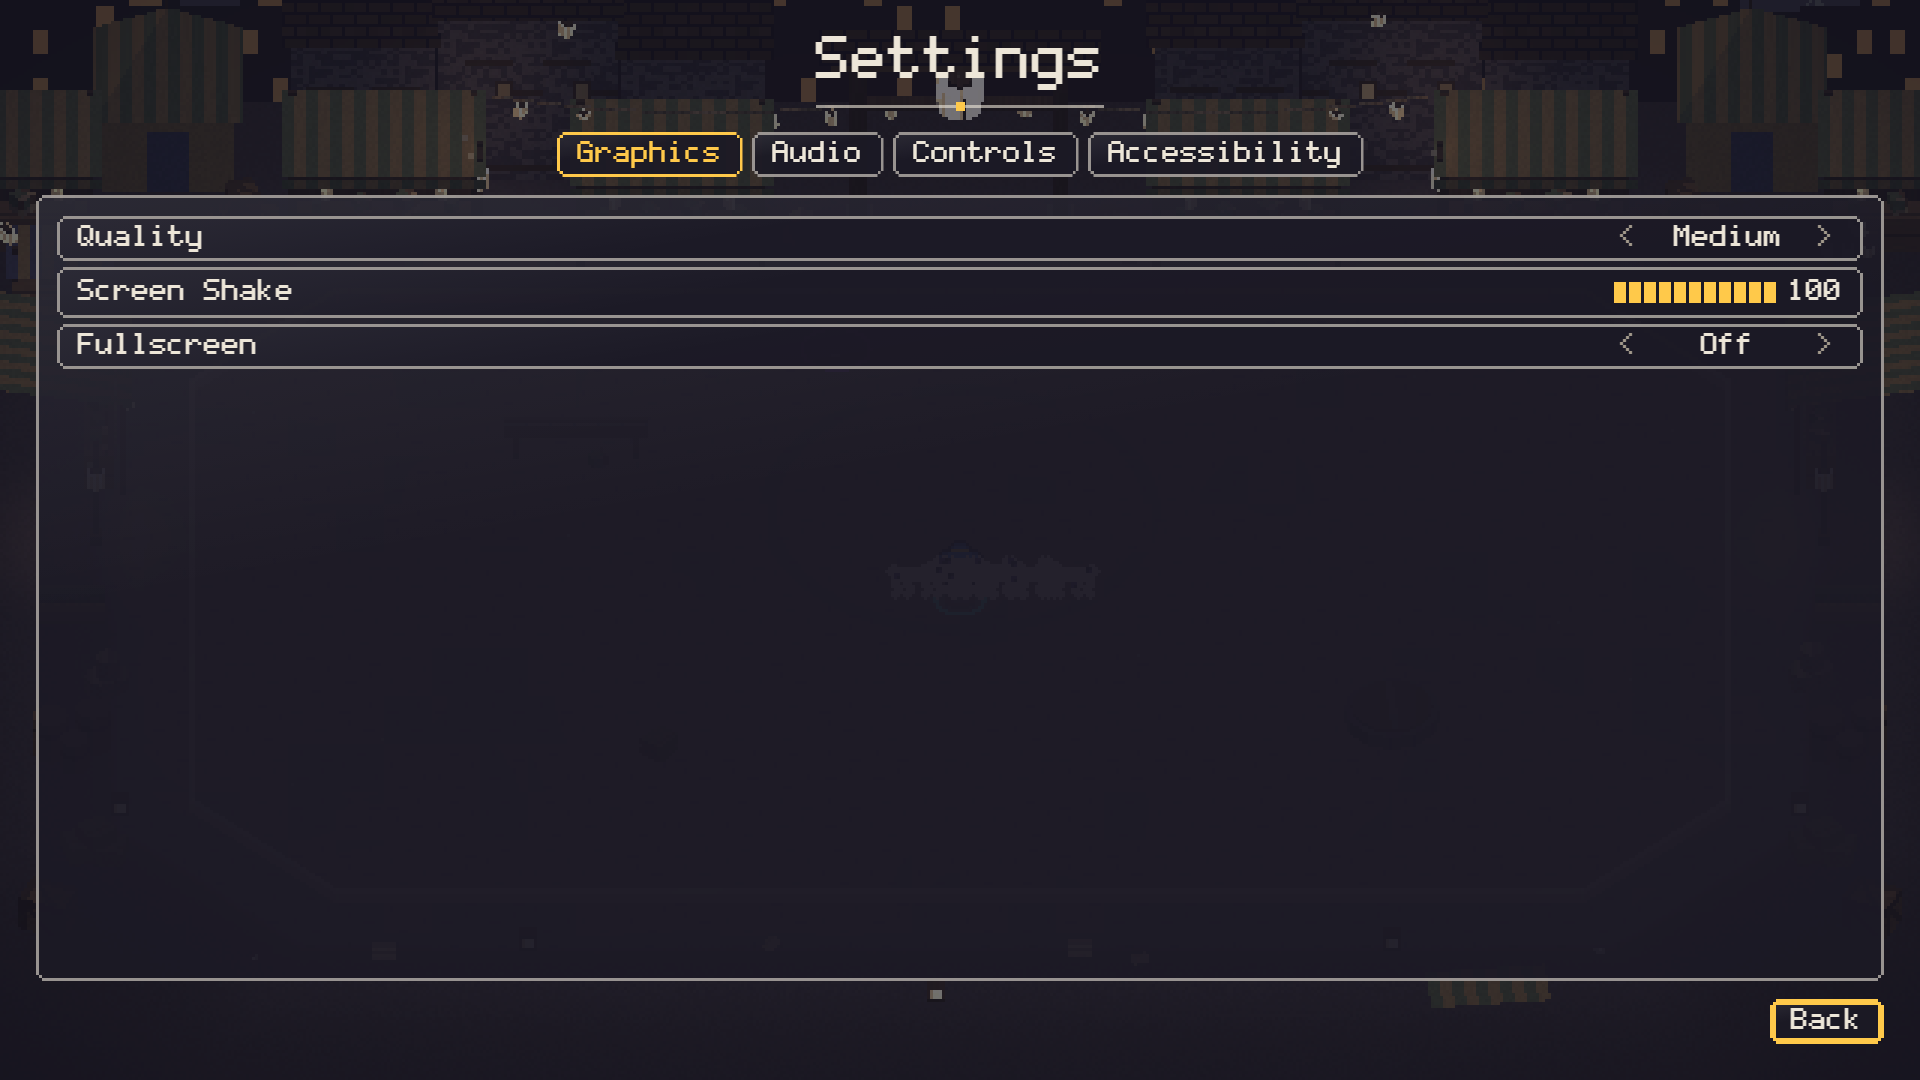 Settings
Graphics Audio Controls Accessibility
Quality < Medium >
Screen Shake 100
Fullscreen < Off >
Back